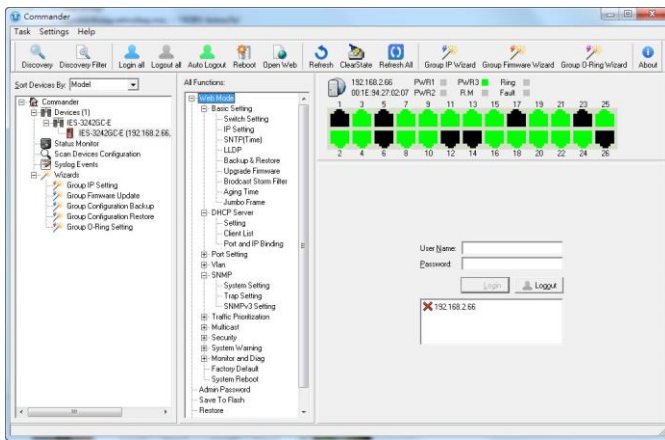 Commander
Task Settings Help
Discovery Discovery Filter Login all Logout all Auto Logout Reboot Open Web Refresh ClearState Refresh All Group IP Wizard Group Firmware Wizard Group O-Ring Wizard About
Sort Devices By: Model
Commander
Devices (1)
IES-3242GC-E
IES-3242GC-E (192.168.2.66,
Status Monitor
Scan Devices Configuration
Syslog Events
Wizards
Group IP Setting
Group Firmware Update
Group Configuration Backup
Group Configuration Restore
Group O-Ring Setting
All Functions:
Web Mode
Basic Setting
Switch Setting
IP Setting
SNTP(Time)
LLDP
Backup & Restore
Upgrade Firmware
Brodcast Storm Filter
Aging Time
Jumbo Frame
DHCP Server
Setting
Client List
Port and IP Binding
Port Setting
Vlan
SNMP
System Setting
Trap Setting
SNMPv3 Setting
Traffic Prioritization
Multicast
Security
System Warning
Monitor and Diag
Factory Default
System Reboot
Admin Password
Save To Flash
Restore
192.168.2.66 PWR1 PWR3 Ring
00:1E:94:27:02:07 PWR2 R.M Fault
1 3 5 7 9 11 13 15 17 19 21 23 25
2 4 6 8 10 12 14 16 18 20 22 24 26
User Name:
Password:
Login Logout
192.168.2.66